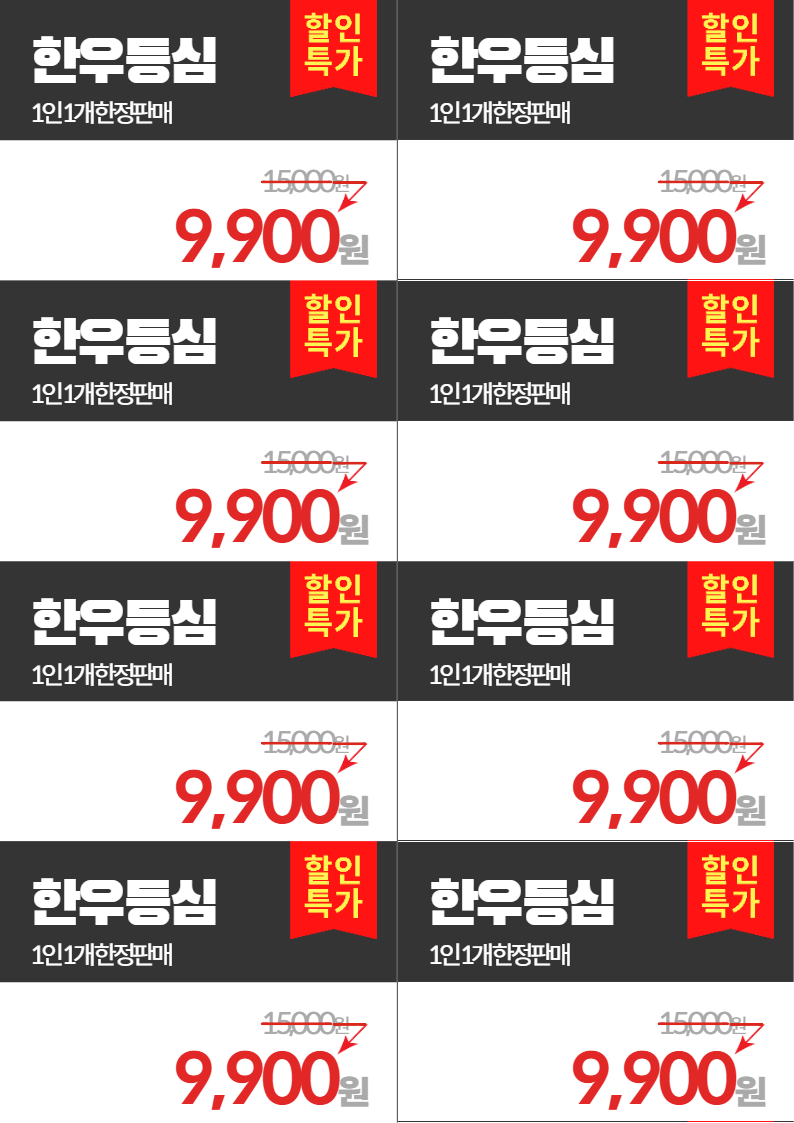 한우등심
할인
특가
1인1개한정판매
15,000원
9,900원
한우등심
할인
특가
1인1개한정판매
15,000원
9,900원
한우등심
할인
특가
1인1개한정판매
15,000원
9,900원
한우등심
할인
특가
1인1개한정판매
15,000원
9,900원
한우등심
할인
특가
1인1개한정판매
15,000원
9,900원
한우등심
할인
특가
1인1개한정판매
15,000원
9,900원
한우등심
할인
특가
1인1개한정판매
15,000원
9,900원
한우등심
할인
특가
1인1개한정판매
15,000원
9,900원